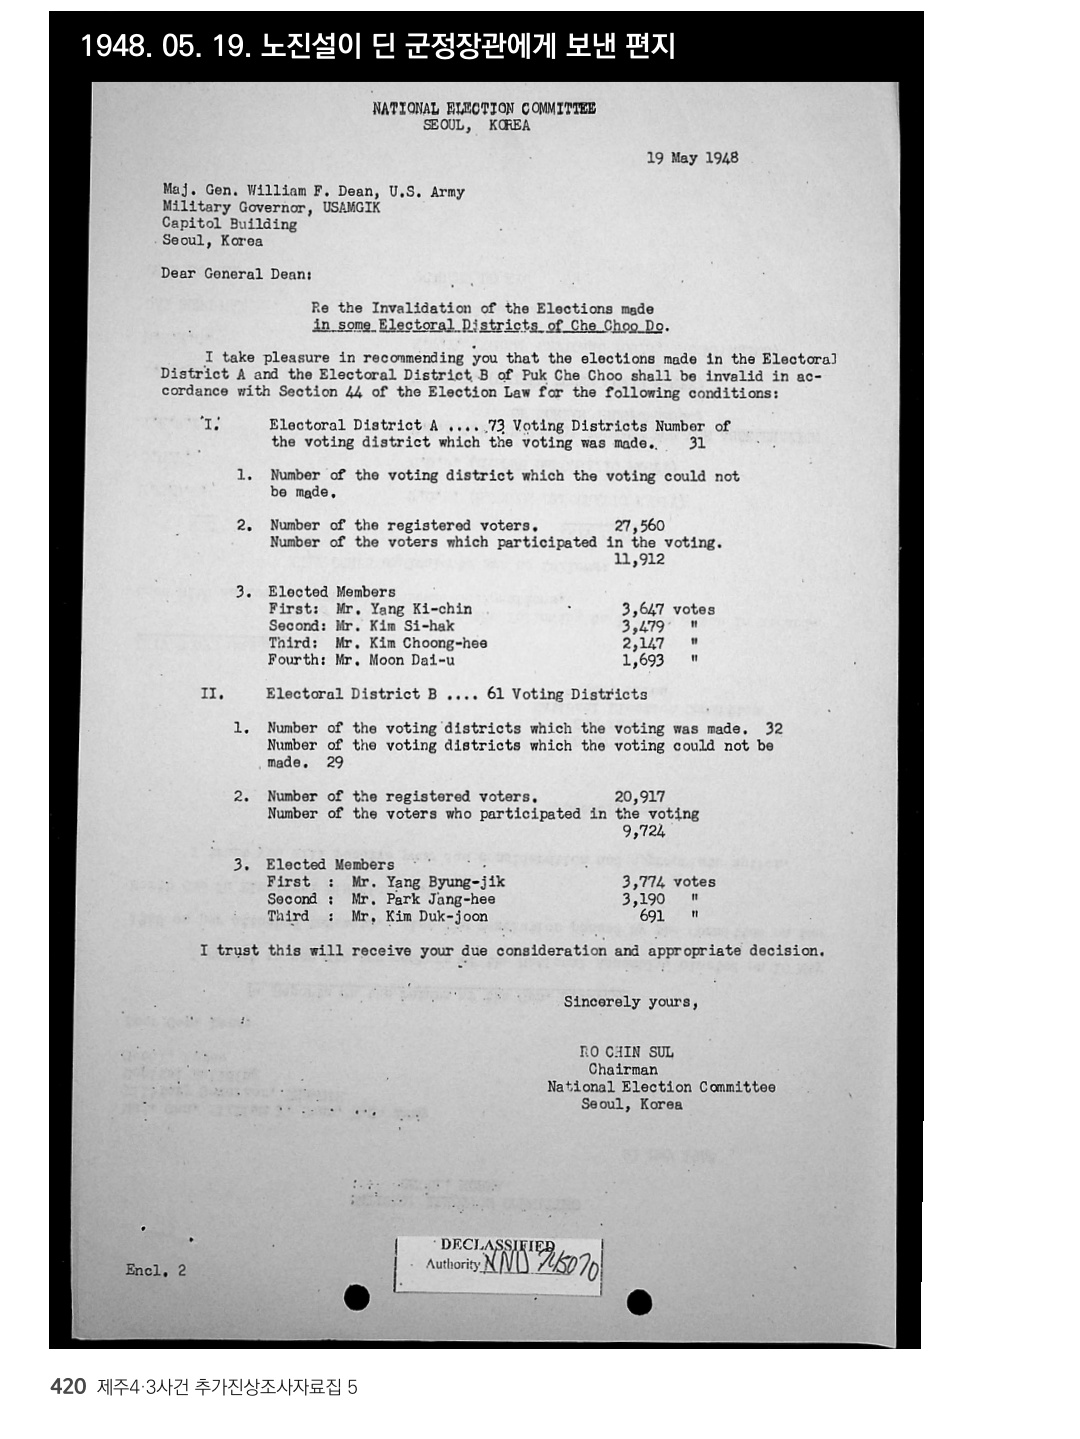 1948. 05. 19. 노진설이 딘 군정장관에게 보낸 편지
NATIONAL ELECTION COMMITTEE
SEOUL, KOREA
19 May 1948
Maj. Gen. William F. Dean, U.S. Army
Military Governor, USAMGIK
Capitol Building
Seoul, Korea
Dear General Dean:
Re the Invalidation of the Elections made
in some Electoral Districts of Che Choo Do.
I take pleasure in recommending you that the elections made in the Electoral
District A and the Electoral District B of Puk Che Choo shall be invalid in ac-
cordance with Section 44 of the Election Law for the following conditions:
I. Electoral District A .... 73 Voting Districts Number of
the voting district which the voting was made.. 31
1. Number of the voting district which the voting could not
be made.
2. Number of the registered voters. 27,560
Number of the voters which participated in the voting.
11,912
3. Elected Members
First: Mr. Yang Ki-chin 3,647 votes
Second: Mr. Kim Si-hak 3,479 "
Third: Mr. Kim Choong-hee 2,147 "
Fourth: Mr. Moon Dai-u 1,693 "
II. Electoral District B .... 61 Voting Districts
1. Number of the voting districts which the voting was made. 32
Number of the voting districts which the voting could not be
made. 29
2. Number of the registered voters. 20,917
Number of the voters who participated in the voting
9,724
3. Elected Members
First : Mr. Yang Byung-jik 3,774 votes
Second : Mr. Park Jang-hee 3,190 "
Third : Mr. Kim Duk-joon 691 "
I trust this will receive your due consideration and appropriate decision.
Sincerely yours,
RO CHIN SUL
Chairman
National Election Committee
Seoul, Korea
DECLASSIFIED
Authority NND 745070
Encl. 2
420 제주4·3사건 추가진상조사자료집 5